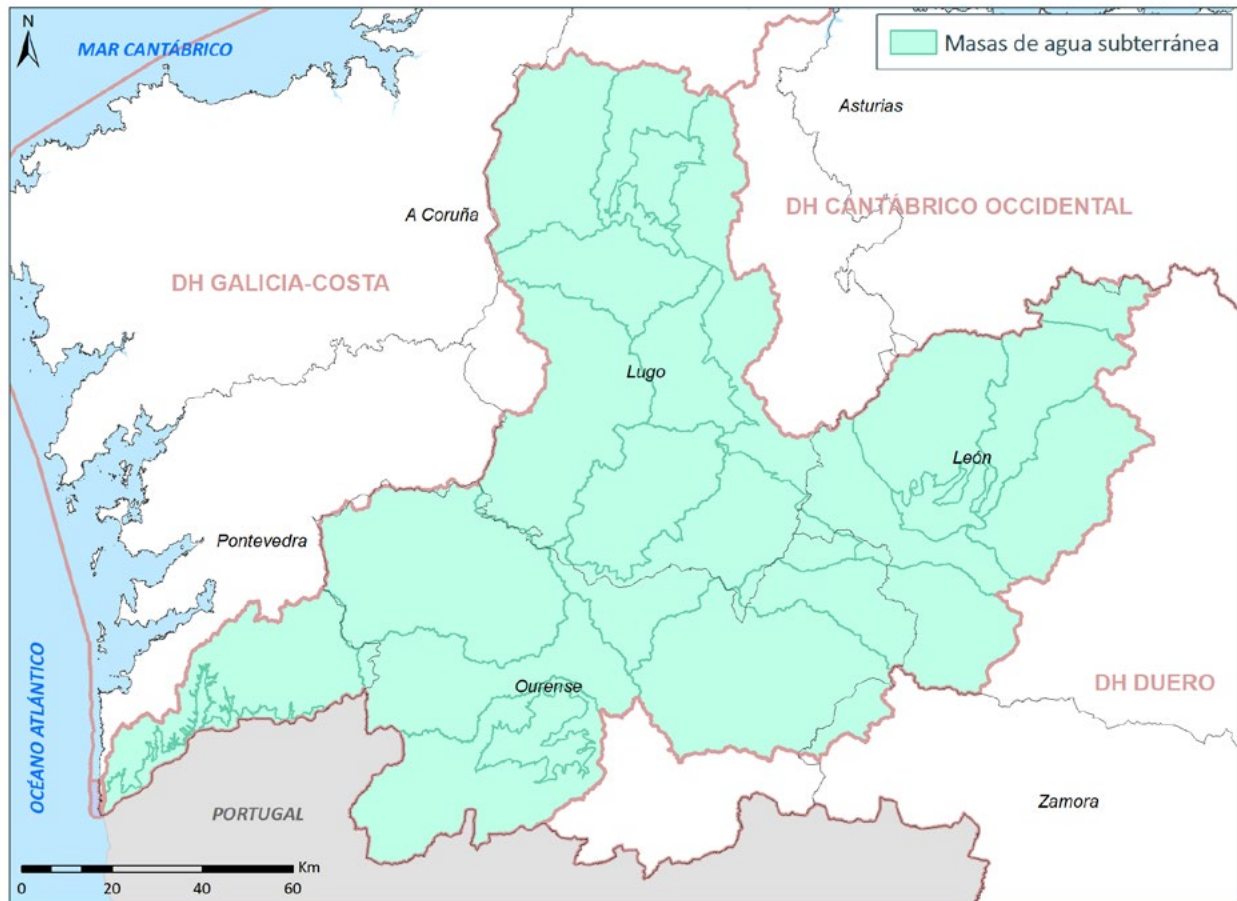 N
MAR CANTÁBRICO
Masas de agua subterránea
Asturias
A Coruña
DH CANTÁBRICO OCCIDENTAL
DH GALICIA-COSTA
Lugo
León
Pontevedra
Ourense
DH DUERO
OCÉANO ATLÁNTICO
PORTUGAL
Zamora
Km
0 20 40 60